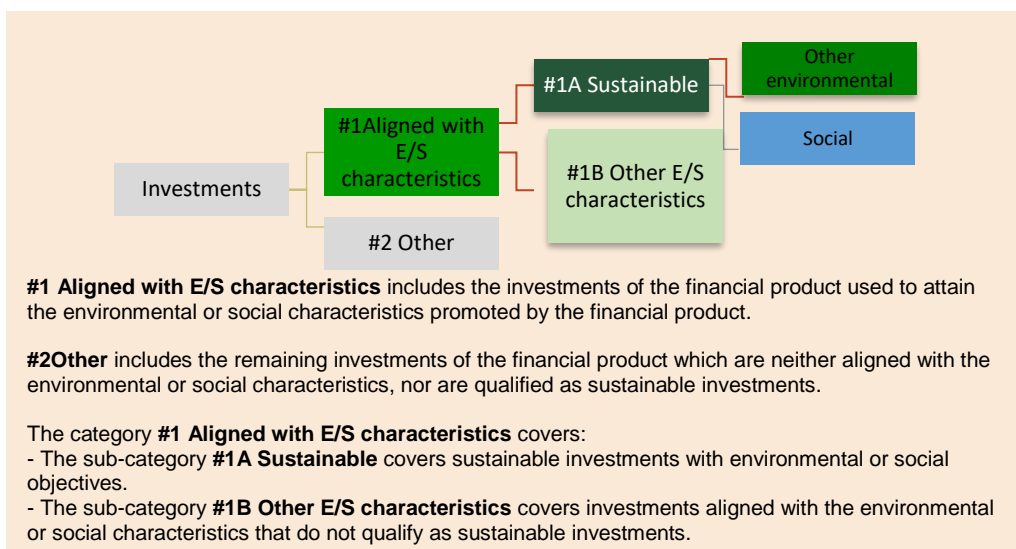 Other
environmental
#1A Sustainable
#1Aligned with
E/S
characteristics
Social
#1B Other E/S
characteristics
Investments
#2 Other
#1 Aligned with E/S characteristics includes the investments of the financial product used to attain
the environmental or social characteristics promoted by the financial product.
#2Other includes the remaining investments of the financial product which are neither aligned with the
environmental or social characteristics, nor are qualified as sustainable investments.
The category #1 Aligned with E/S characteristics covers:
- The sub-category #1A Sustainable covers sustainable investments with environmental or social
objectives.
- The sub-category #1B Other E/S characteristics covers investments aligned with the environmental
or social characteristics that do not qualify as sustainable investments.